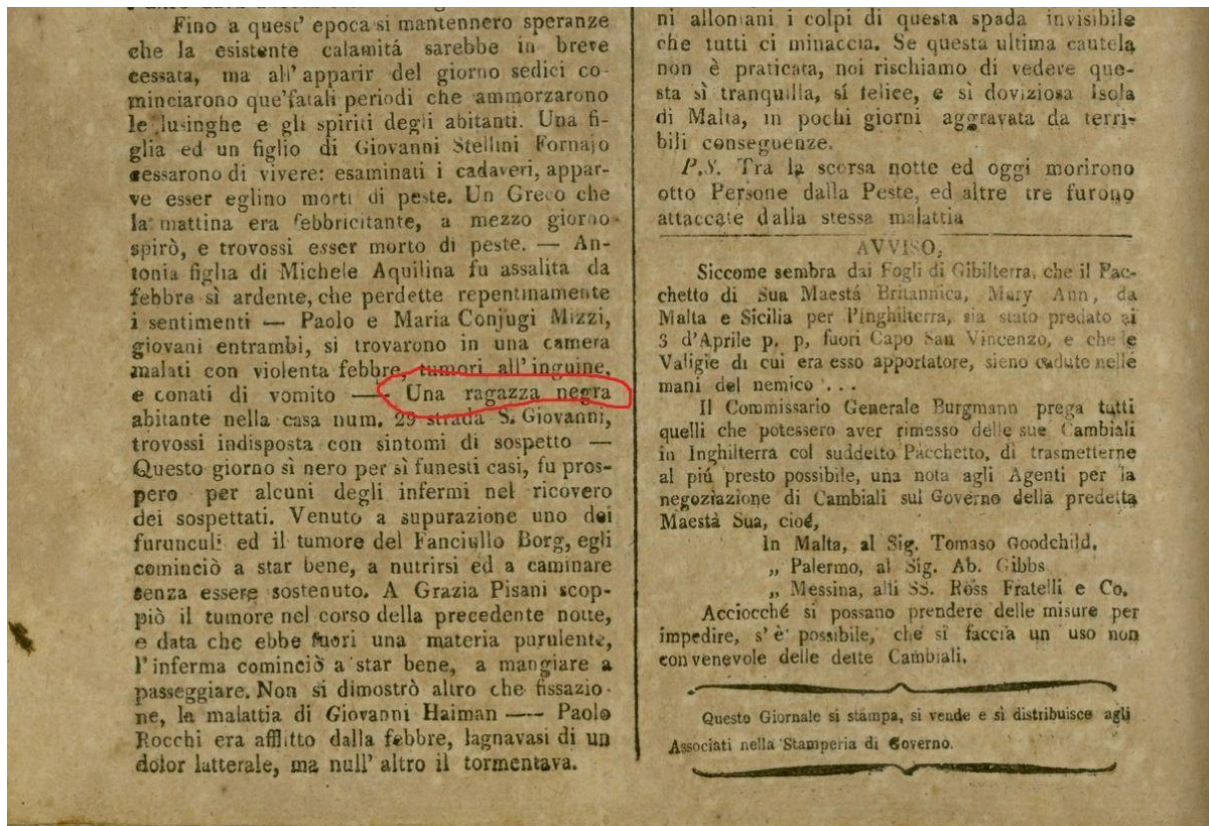 Fino a quest' epoca si mantennero speranze
che la esistente calamitá sarebbe in breve
cessata, ma all' apparir del giorno sedici co-
minciarono que'fatali periodi che ammorzarono
le lusinghe e gli spiriti degli abitanti. Una fi-
glia ed un figlio di Giovanni Stellini Fornajo
cessarono di vivere: esaminati i cadaveri, appar-
ve esser eglino morti di peste. Un Greco che
la mattina era febbricitante, a mezzo giorno
spirò, e trovossi esser morto di peste. — An-
tonia figlia di Michele Aquilina fu assalita da
febbre sì ardente, che perdette repentinamente
i sentimenti — Paolo e Maria Conjugi Mizzi,
giovani entrambi, si trovarono in una camera
malati con violenta febbre, tumori all' inguine,
e conati di vomito — Una ragazza negra
abitante nella casa num. 29 strada S. Giovanni,
trovossi indisposta con sintomi di sospetto —
Questo giorno sì nero per sì funesti casi, fu pros-
pero per alcuni degli infermi nel ricovero
dei sospettati. Venuto a supurazione uno dei
furunculi ed il tumore del Fanciullo Borg, egli
cominciò a star bene, a nutrirsi ed a caminare
senza essere sostenuto. A Grazia Pisani scop-
piò il tumore nel corso della precedente notte,
e data che ebbe fuori una materia purulente,
l'inferma cominciò a star bene, a mangiare a
passeggiare. Non si dimostrò altro che fissazio-
ne, la malattia di Giovanni Haiman —— Paolo
Rocchi era afflitto dalla febbre, lagnavasi di un
dolor latterale, ma null' altro il tormentava.
ni allontani i colpi di questa spada invisibile
che tutti ci minaccia. Se questa ultima cautela
non è praticata, noi rischiamo di vedere que-
sta sì tranquilla, sí felice, e sì doviziosa Isola
di Malta, in pochi giorni aggravata da terri-
bili conseguenze.
P.S. Tra la scorsa notte ed oggi morirono
otto Persone dalla Peste, ed altre tre furono
attaccate dalla stessa malattia
AVVISO,
Siccome sembra dai Fogli di Gibilterra, che il Pac-
chetto di Sua Maestá Britannica, Mary Ann, da
Malta e Sicilia per l'Inghilterra, sia stato predato ai
3 d'Aprile p. p, fuori Capo San Vincenzo, e che le
Valigie di cui era esso apportatore, sieno cadute nelle
mani del nemico . . .
Il Commissario Generale Burgmann prega tutti
quelli che potessero aver rimesso delle sue Cambiali
in Inghilterra col suddetto Pacchetto, di trasmetterne
al piú presto possibile, una nota agli Agenti per la
negoziazione di Cambiali sul Governo della predetta
Maestà Sua, cioé,
In Malta, al Sig. Tomaso Goodchild,
„ Palermo, al Sig. Ab. Gibbs
„ Messina, alli SS. Ross Fratelli e Co.
Acciocché si possano prendere delle misure per
impedire, s' è possibile, che si faccia un uso non
convenevole delle dette Cambiali.
Questo Giornale si stampa, si vende e si distribuisce agli
Associati nella Stamperia di Governo.